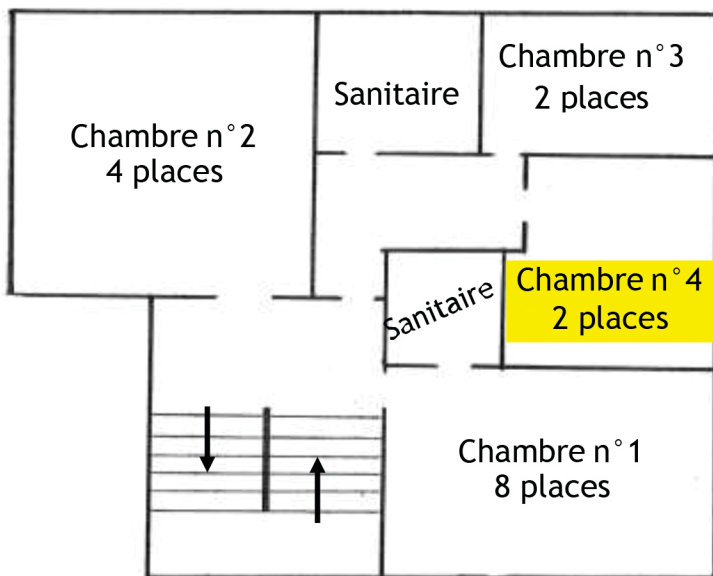 Chambre n°3
2 places
Sanitaire
Chambre n°2
4 places
Chambre n°4
2 places
Sanitaire
Chambre n°1
8 places